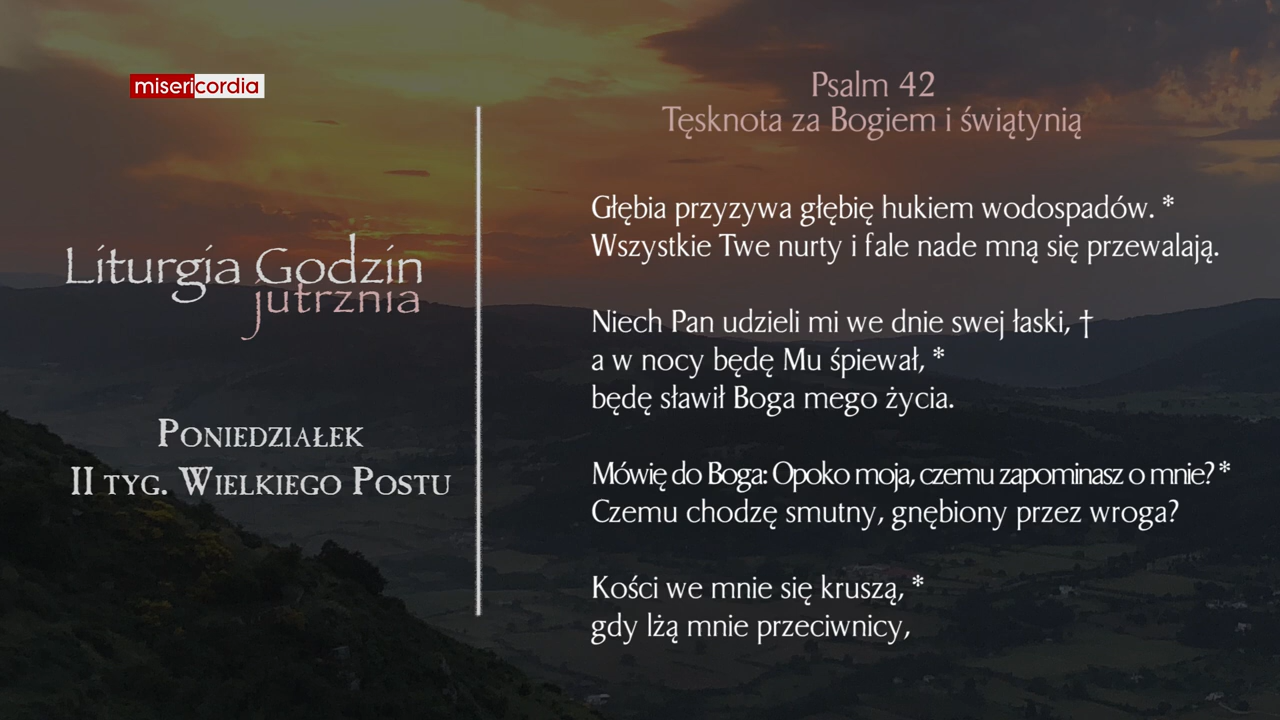 misericordia
Liturgia Godzin
jutrznia
Poniedziałek
II tyg. Wielkiego Postu
Psalm 42
Tęsknota za Bogiem i świątynią
Głębia przyzywa głębię hukiem wodospadów. *
Wszystkie Twe nurty i fale nade mną się przewalają.
Niech Pan udzieli mi we dnie swej łaski, †
a w nocy będę Mu śpiewał, *
będę sławił Boga mego życia.
Mówię do Boga: Opoko moja, czemu zapominasz o mnie? *
Czemu chodzę smutny, gnębiony przez wroga?
Kości we mnie się kruszą, *
gdy lżą mnie przeciwnicy,